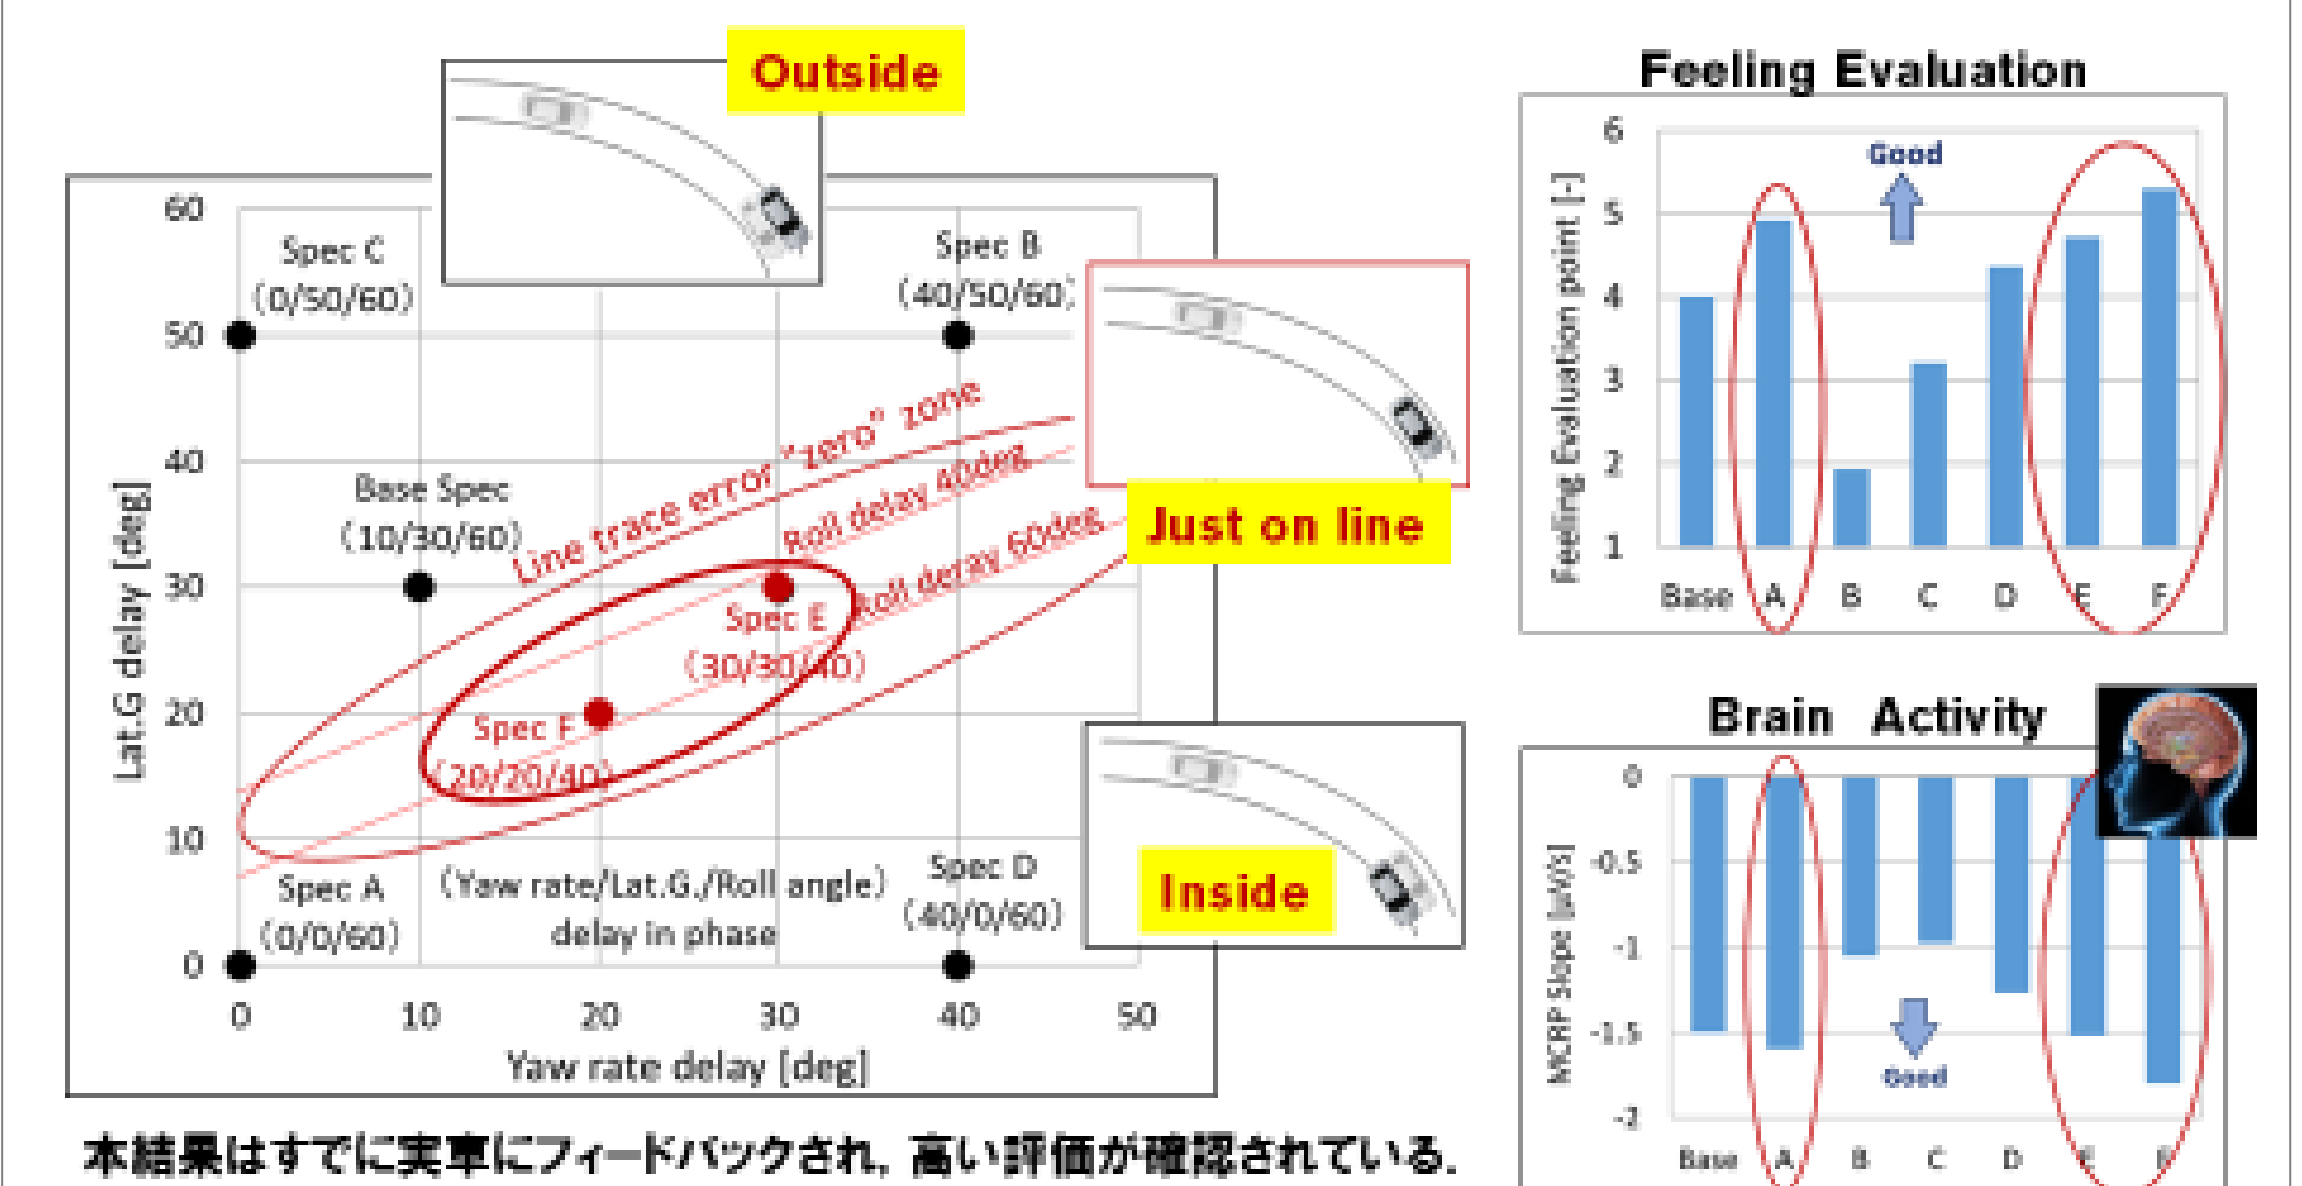 Outside
60
Spec C
(0/50/60)
Spec B
(40/50/60)
50
Line trace error "zero" zone
40
Roll delay 40deg
Base Spec
(10/30/60)
Roll deray 60deg
Just on line
30
Spec E
(30/30/40)
20
Spec F
(20/20/40)
10
Spec A
(0/0/60)
(Yaw rate/Lat.G./Roll angle)
delay in phase
Spec D
(40/0/60)
Inside
0
0 10 20 30 40 50
Yaw rate delay [deg]
Lat.G delay [deg]
Feeling Evaluation
6
5
4
3
2
1
Good
Feeling Evaluation point [-]
Base A B C D E F
Brain Activity
0
-0.5
-1
-1.5
-2
Good
MCRP Slope [μV/s]
Base A B C D E F
本結果はすでに実車にフィードバックされ，高い評価が確認されている．